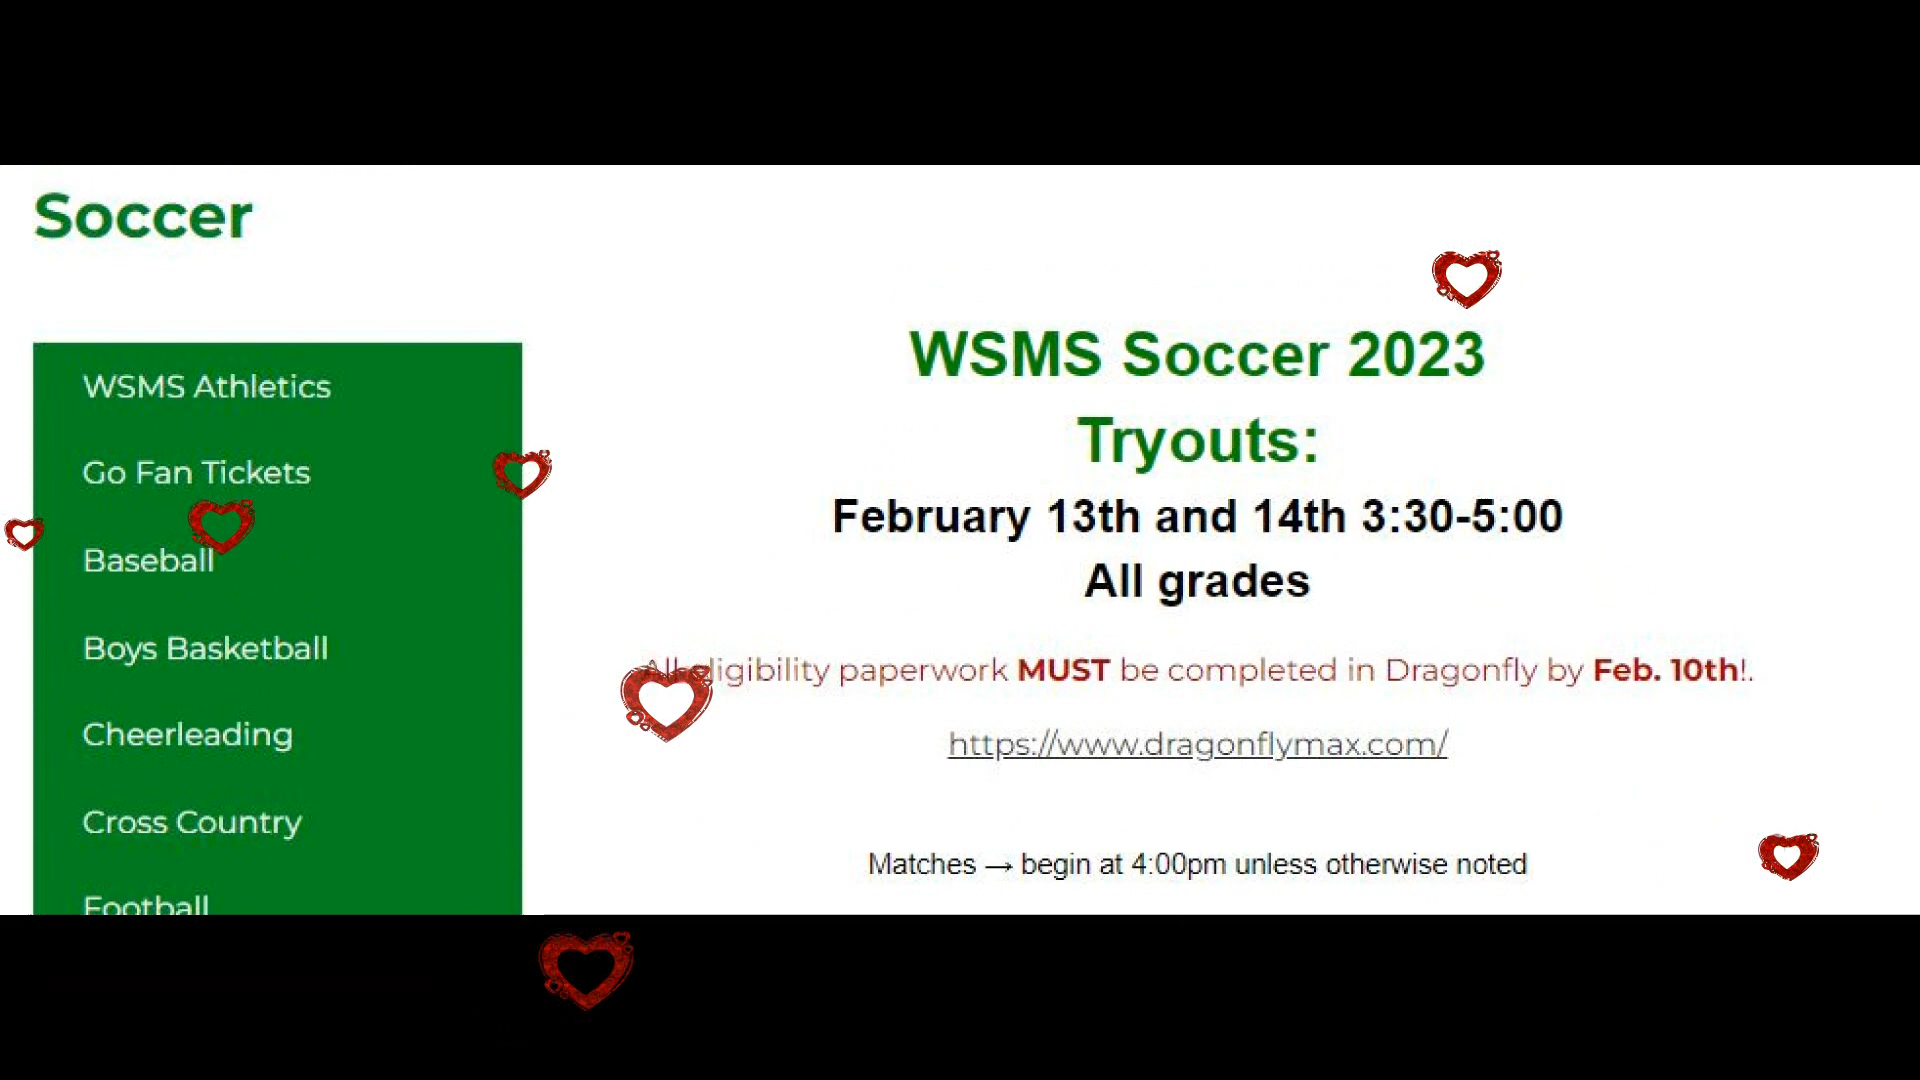 Soccer
WSMS Athletics
Go Fan Tickets
Baseball
Boys Basketball
Cheerleading
Cross Country
Football
WSMS Soccer 2023
Tryouts:
February 13th and 14th 3:30-5:00
All grades
All eligibility paperwork MUST be completed in Dragonfly by Feb. 10th!.
https://www.dragonflymax.com/
Matches → begin at 4:00pm unless otherwise noted